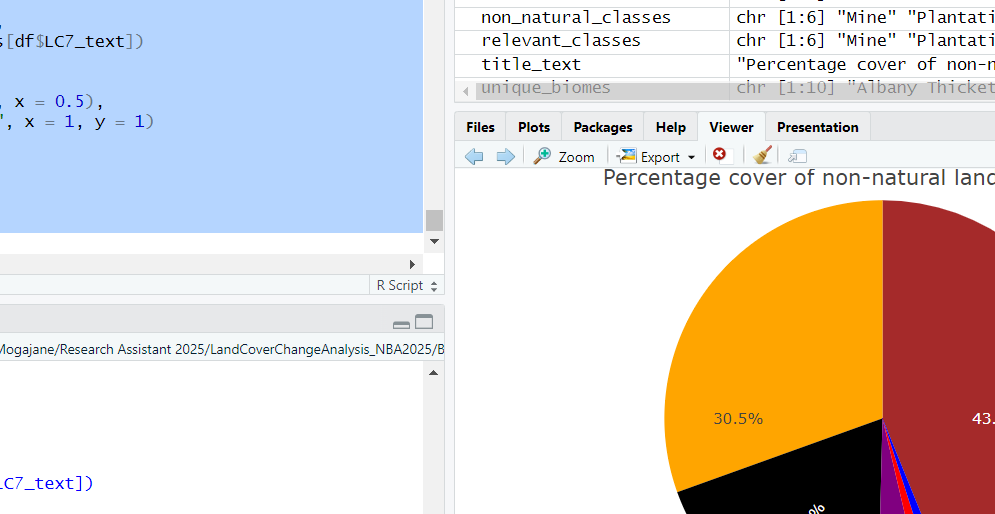 ,
s[df$LC7_text])
, x = 0.5),
", x = 1, y = 1)
R Script
Mogajane/Research Assistant 2025/LandCoverChangeAnalysis_NBA2025/B
LC7_text])
non_natural_classes chr [1:6] "Mine" "Plantati
relevant_classes chr [1:6] "Mine" "Plantati
title_text "Percentage cover of non-n
unique_biomes chr [1:10] "Albany Thicket
Files Plots Packages Help Viewer Presentation
Zoom Export
Percentage cover of non-natural land
30.5%
43.
%